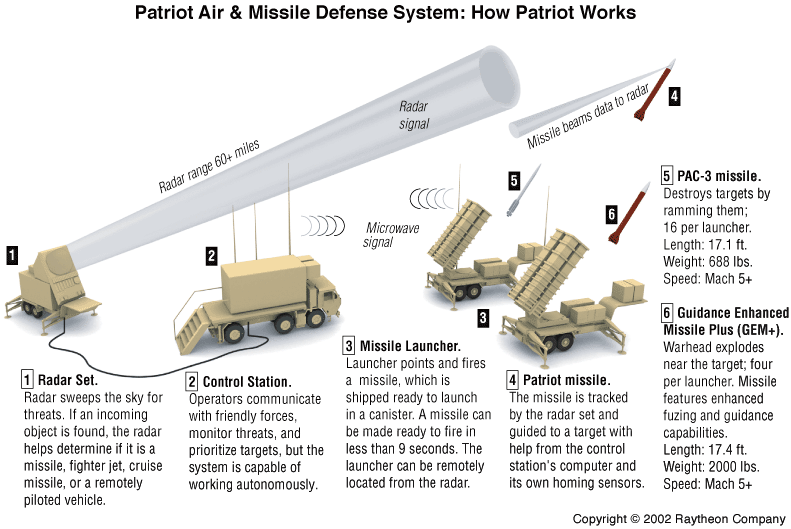 Patriot Air & Missile Defense System: How Patriot Works
Radar range 60+ miles
Radar
signal
Missile beams data to radar
4
Microwave
signal
1
2
3
5
6
1 Radar Set.
Radar sweeps the sky for
threats. If an incoming
object is found, the radar
helps determine if it is a
missile, fighter jet, cruise
missile, or a remotely
piloted vehicle.
2 Control Station.
Operators communicate
with friendly forces,
monitor threats, and
prioritize targets, but the
system is capable of
working autonomously.
3 Missile Launcher.
Launcher points and fires
a missile, which is
shipped ready to launch
in a canister. A missile can
be made ready to fire in
less than 9 seconds. The
launcher can be remotely
located from the radar.
4 Patriot missile.
The missile is tracked
by the radar set and
guided to a target with
help from the control
station's computer and
its own homing sensors.
5 PAC-3 missile.
Destroys targets by
ramming them;
16 per launcher.
Length: 17.1 ft.
Weight: 688 lbs.
Speed: Mach 5+
6 Guidance Enhanced
Missile Plus (GEM+).
Warhead explodes
near the target; four
per launcher. Missile
features enhanced
fuzing and guidance
capabilities.
Length: 17.4 ft.
Weight: 2000 lbs.
Speed: Mach 5+
Copyright © 2002 Raytheon Company